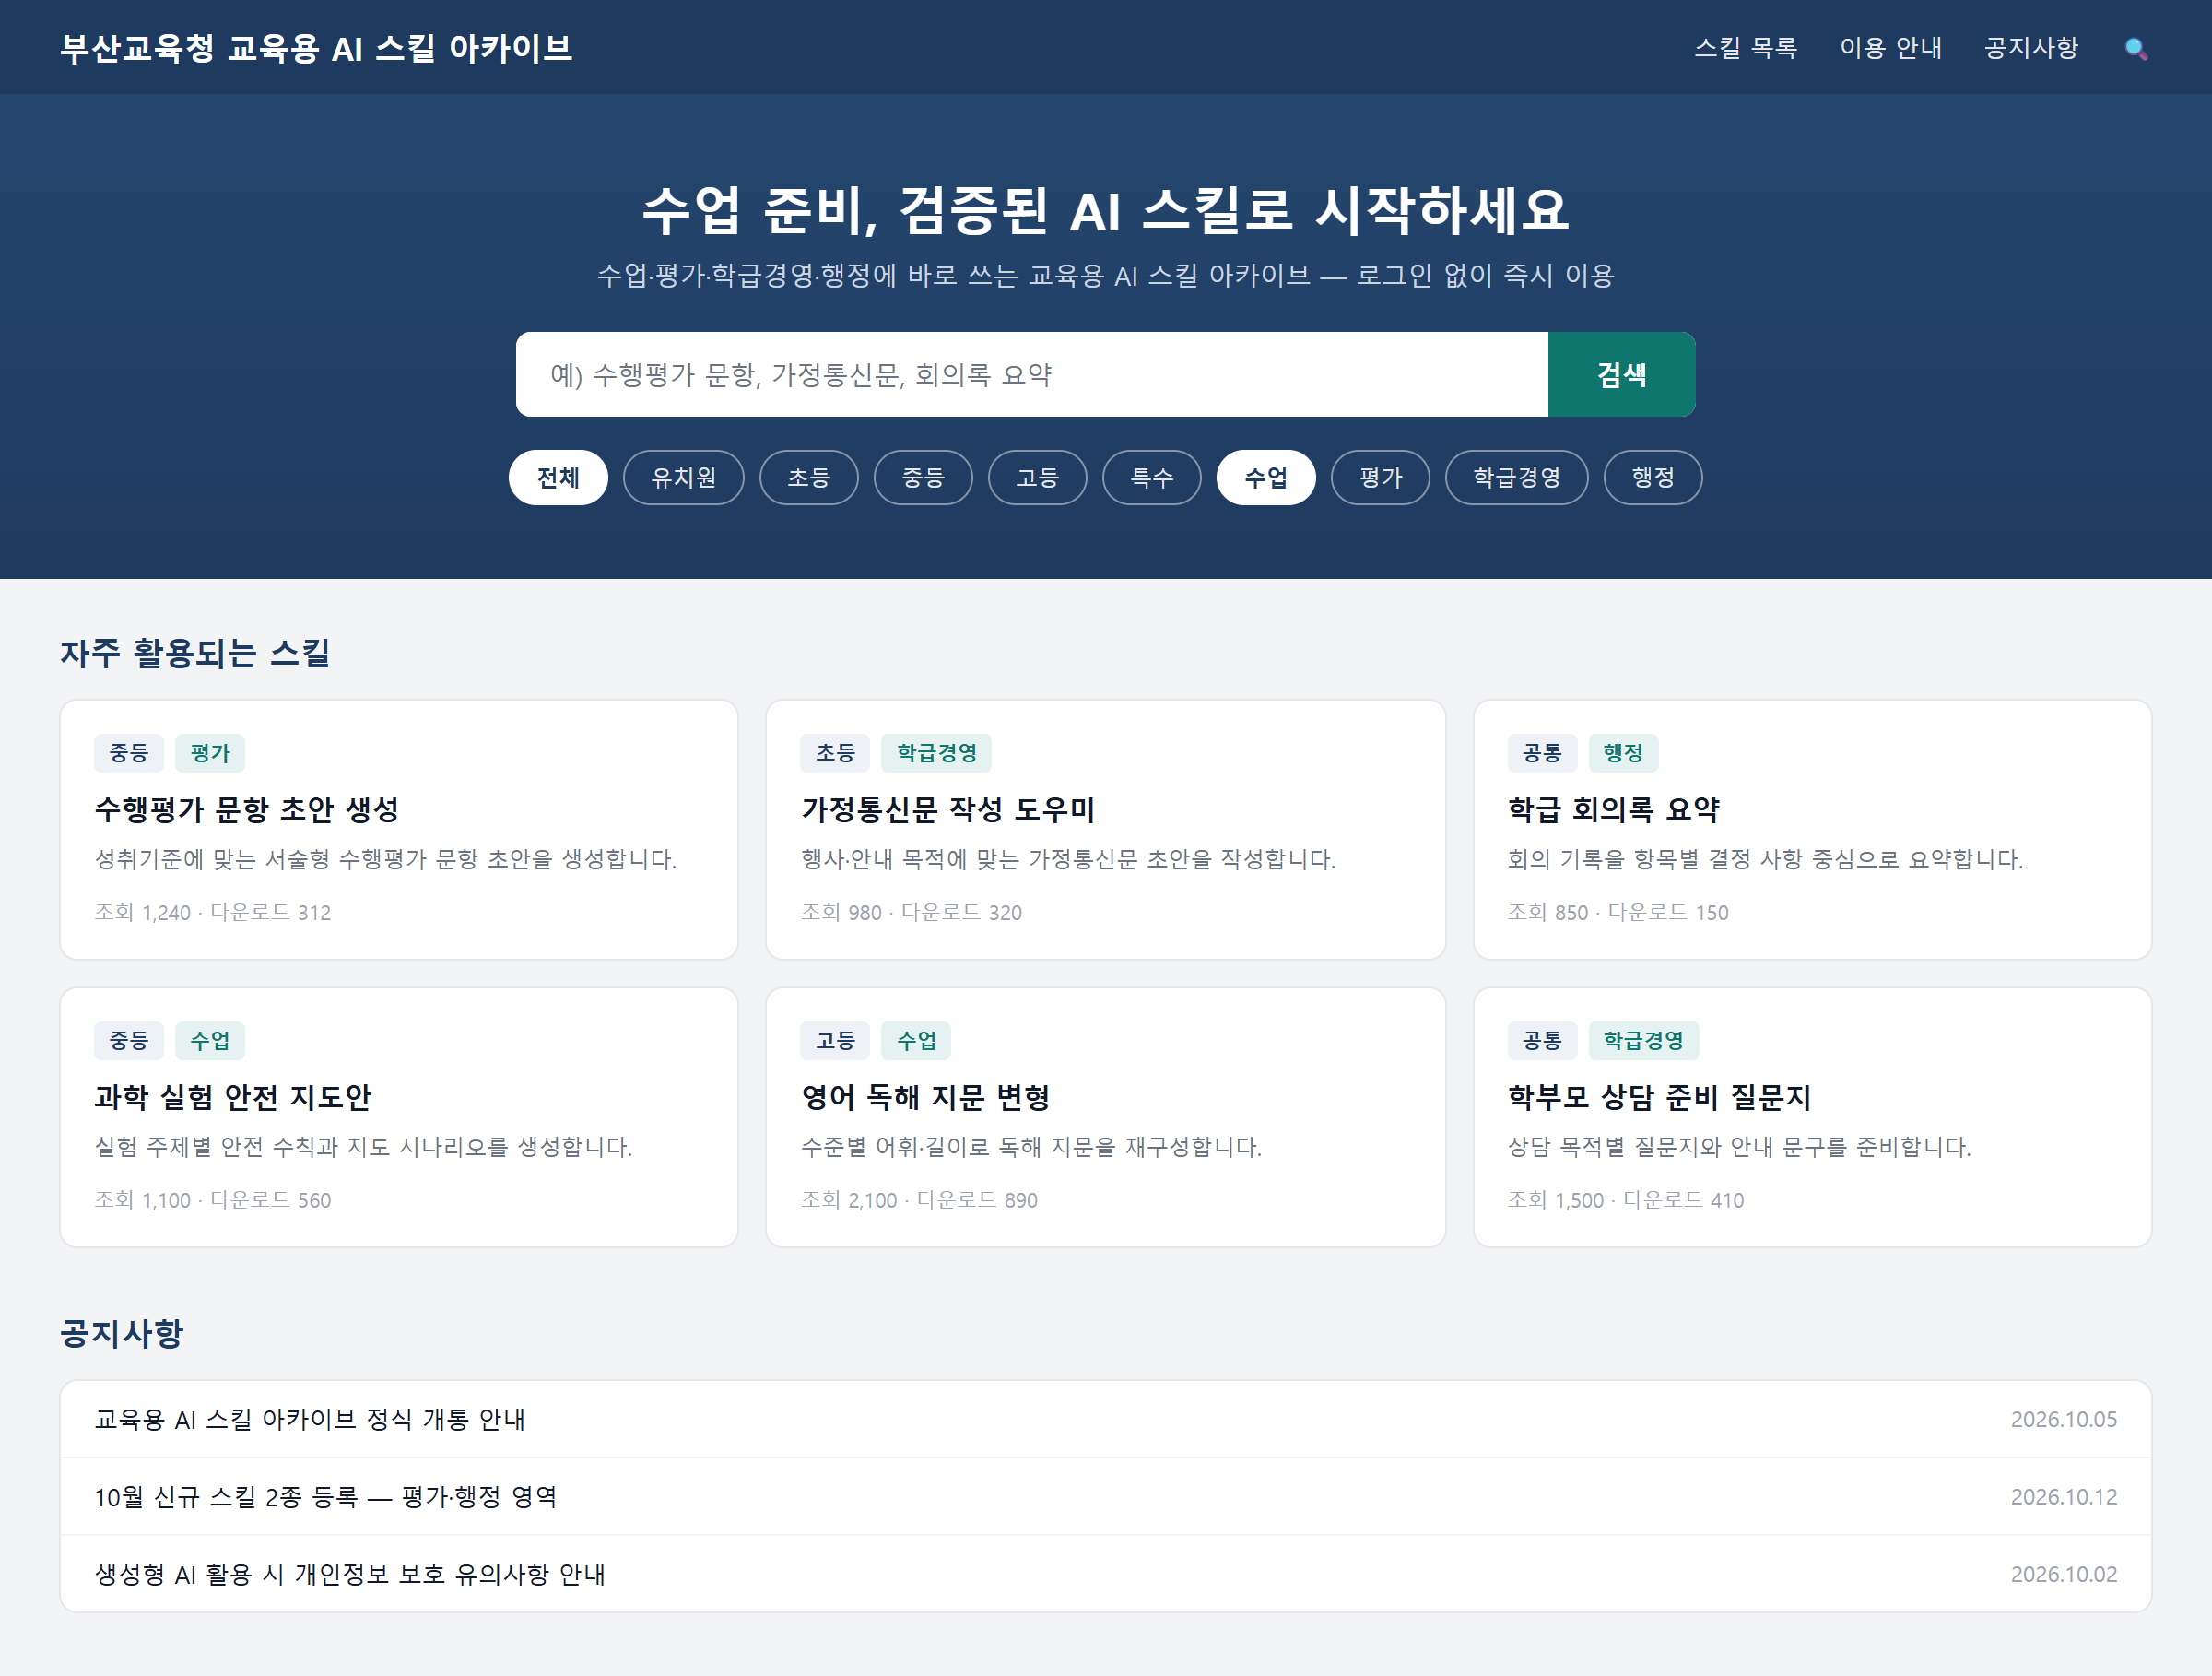 부산교육청 교육용 AI 스킬 아카이브
스킬 목록 이용 안내 공지사항
수업 준비, 검증된 AI 스킬로 시작하세요
수업·평가·학급경영·행정에 바로 쓰는 교육용 AI 스킬 아카이브 — 로그인 없이 즉시 이용
예) 수행평가 문항, 가정통신문, 회의록 요약 검색
전체 유치원 초등 중등 고등 특수 수업 평가 학급경영 행정
자주 활용되는 스킬
중등 평가
수행평가 문항 초안 생성
성취기준에 맞는 서술형 수행평가 문항 초안을 생성합니다.
조회 1,240 · 다운로드 312
초등 학급경영
가정통신문 작성 도우미
행사·안내 목적에 맞는 가정통신문 초안을 작성합니다.
조회 980 · 다운로드 320
공통 행정
학급 회의록 요약
회의 기록을 항목별 결정 사항 중심으로 요약합니다.
조회 850 · 다운로드 150
중등 수업
과학 실험 안전 지도안
실험 주제별 안전 수칙과 지도 시나리오를 생성합니다.
조회 1,100 · 다운로드 560
고등 수업
영어 독해 지문 변형
수준별 어휘·길이로 독해 지문을 재구성합니다.
조회 2,100 · 다운로드 890
공통 학급경영
학부모 상담 준비 질문지
상담 목적별 질문지와 안내 문구를 준비합니다.
조회 1,500 · 다운로드 410
공지사항
교육용 AI 스킬 아카이브 정식 개통 안내 2026.10.05
10월 신규 스킬 2종 등록 — 평가·행정 영역 2026.10.12
생성형 AI 활용 시 개인정보 보호 유의사항 안내 2026.10.02